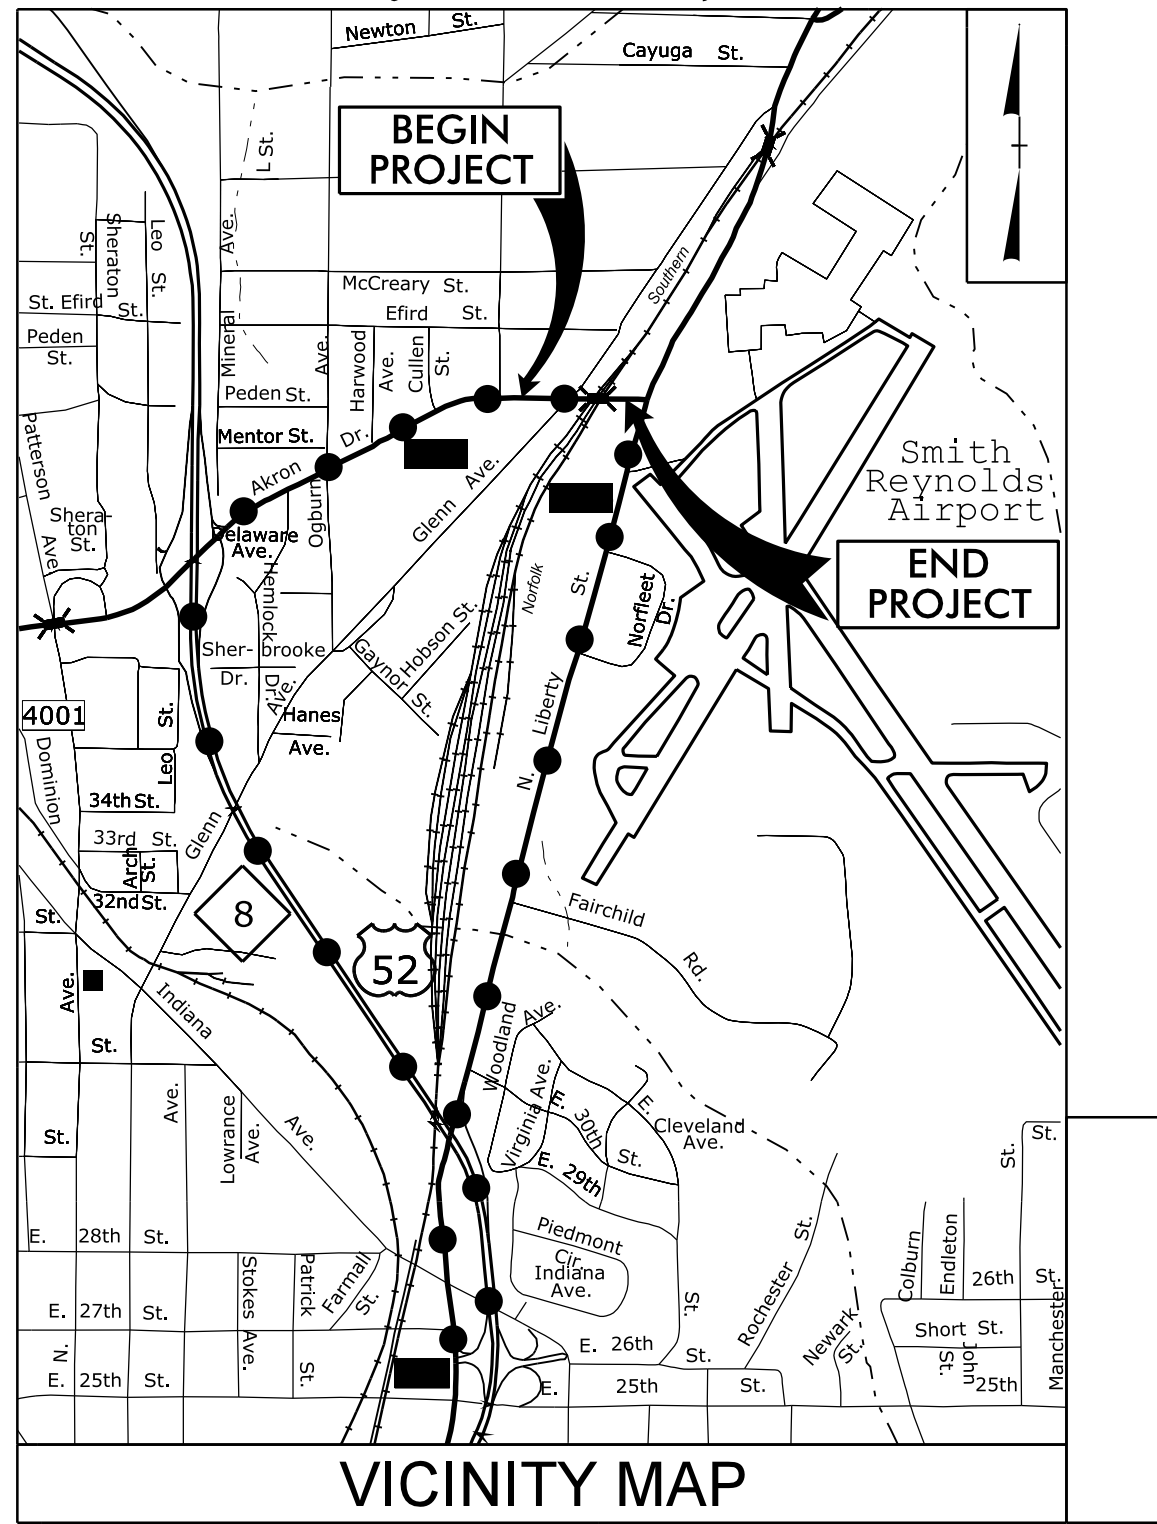 Newton St.
Cayuga St.
BEGIN
PROJECT
L St.
Sheraton
St.
Leo St.
Ave.
Southern
McCreary St.
St. Efird St.
Efird St.
Peden
St.
Mineral
Ave.
Harwood
Ave.
Cullen
St.
Peden St.
Mentor St.
Dr.
Akron
Patterson
Ave
Smith
Reynolds
Airport
Glenn Ave.
Ogburn
Shera-
ton
St.
Delaware
Ave.
Hemlock
Dr.
END
PROJECT
Norfolk
St.
Norfleet
Dr.
Hobson St.
Gaynor St.
Sher- brooke
Dr.
Ave.
Hanes
Ave.
4001
St.
Leo
Liberty
N.
Dominion
34th St.
33rd St.
Glenn
Arch
St.
32nd St.
St.
8
Fairchild
Rd.
52
Ave.
Indiana
St.
Woodland
Ave.
Virginia Ave.
E.
30th
St.
E.
Cleveland
Ave.
Ave.
Lowrance
Ave.
Ave.
St.
E. 29th
St.
St.
E. 28th St.
Piedmont
Cir.
Indiana
Ave.
St.
Rochester
St.
Colburn
Endleton
26th St.
Stokes Ave.
Patrick
St.
Farmall
St.
E. 27th St.
E. 26th
St.
Newark
St.
Short St.
John
St.
Manchester
N.
E. 25th St.
E. 25th St.
25th
VICINITY MAP